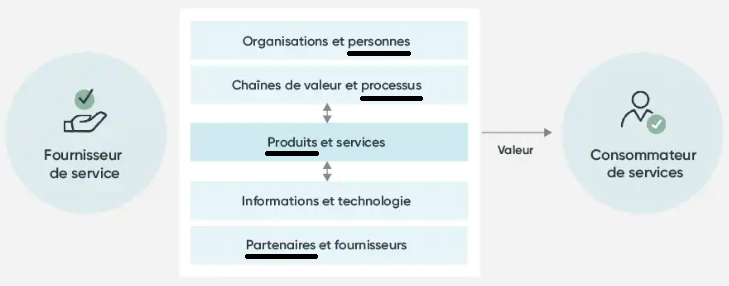 Organisations et personnes
Chaînes de valeur et processus
Fournisseur
de service
Produits et services
Valeur
Consommateur
de services
Informations et technologie
Partenaires et fournisseurs